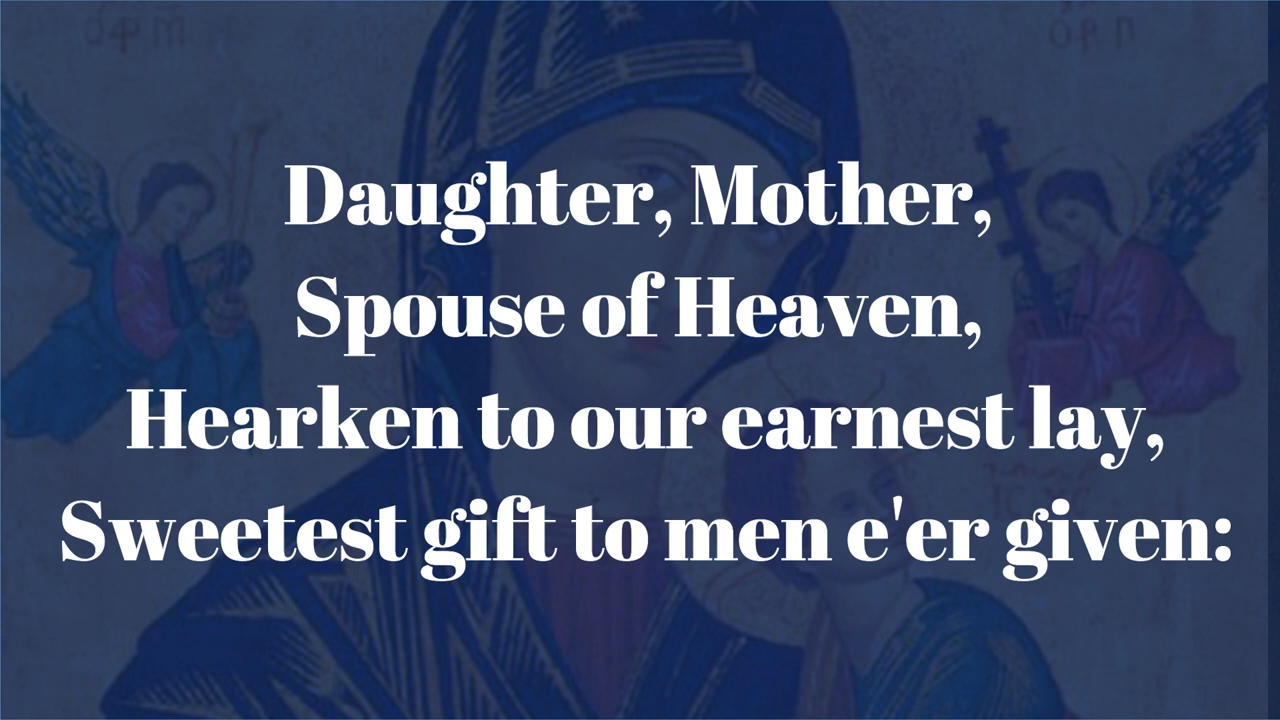 Daughter, Mother,
Spouse of Heaven,
Hearken to our earnest lay,
Sweetest gift to men e'er given: